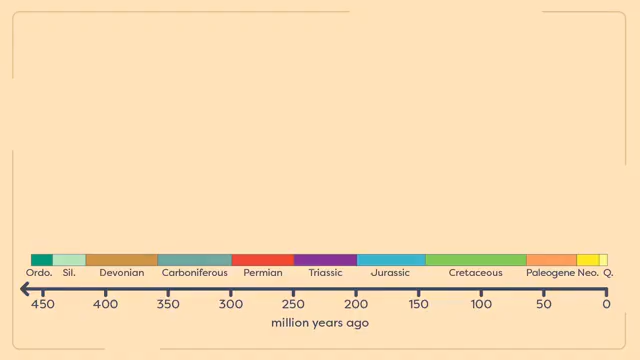 Ordo. Sil. Devonian Carboniferous Permian Triassic Jurassic Cretaceous Paleogene Neo. Q.
450 400 350 300 250 200 150 100 50 0
million years ago